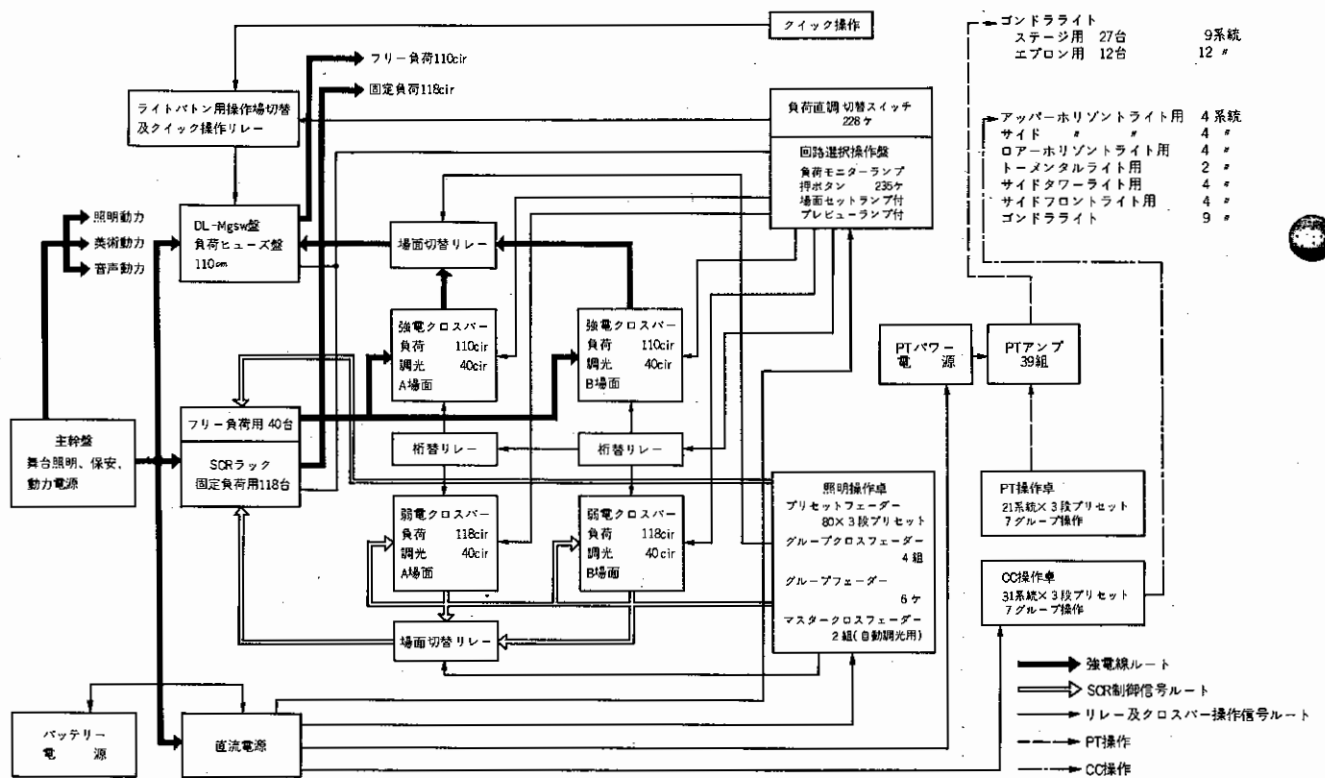 クイック操作
フリー負荷110cir
固定負荷118cir
ライトバトン用操作場切替
及クイック操作リレー
負荷直調切替スイッチ
228ヶ
回路選択操作盤
負荷モニターランプ
押ボタン 235ヶ
場面セットランプ付
プレビューランプ付
ゴンドラライト
ステージ用 27台 9系統
エプロン用 12台 12 〃
アッパーホリゾントライト用 4系統
サイド 〃 〃 4 〃
ロアーホリゾントライト用 4 〃
トーメンタルライト用 2 〃
サイドタワーライト用 4 〃
サイドフロントライト用 4 〃
ゴンドラライト 9 〃
照明動力
美術動力
音声動力
DL-Mgsw盤
負荷ヒューズ盤
110cm
場面切替リレー
強電クロスバー
負荷 110cir
調光 40cir
A場面
強電クロスバー
負荷 110cir
調光 40cir
B場面
PTパワー
電 源
PTアンプ
39組
主幹盤
舞台照明、保安、
動力電源
フリー負荷用 40台
SCRラック
固定負荷用118台
桁替リレー
桁替リレー
弱電クロスバー
負荷 118cir
調光 40cir
A場面
弱電クロスバー
負荷 118cir
調光 40cir
B場面
場面切替リレー
照明操作卓
プリセットフェーダー
80×3段プリセット
グループクロスフェーダー
4組
グループフェーダー
6ヶ
マスタークロスフェーダー
2組(自動調光用)
PT操作卓
21系統×3段プリセット
7グループ操作
CC操作卓
31系統×3段プリセット
7グループ操作
バッテリー
電 源
直流電源
強電線ルート
SCR制御信号ルート
リレー及クロスバー操作信号ルート
PT操作
CC操作